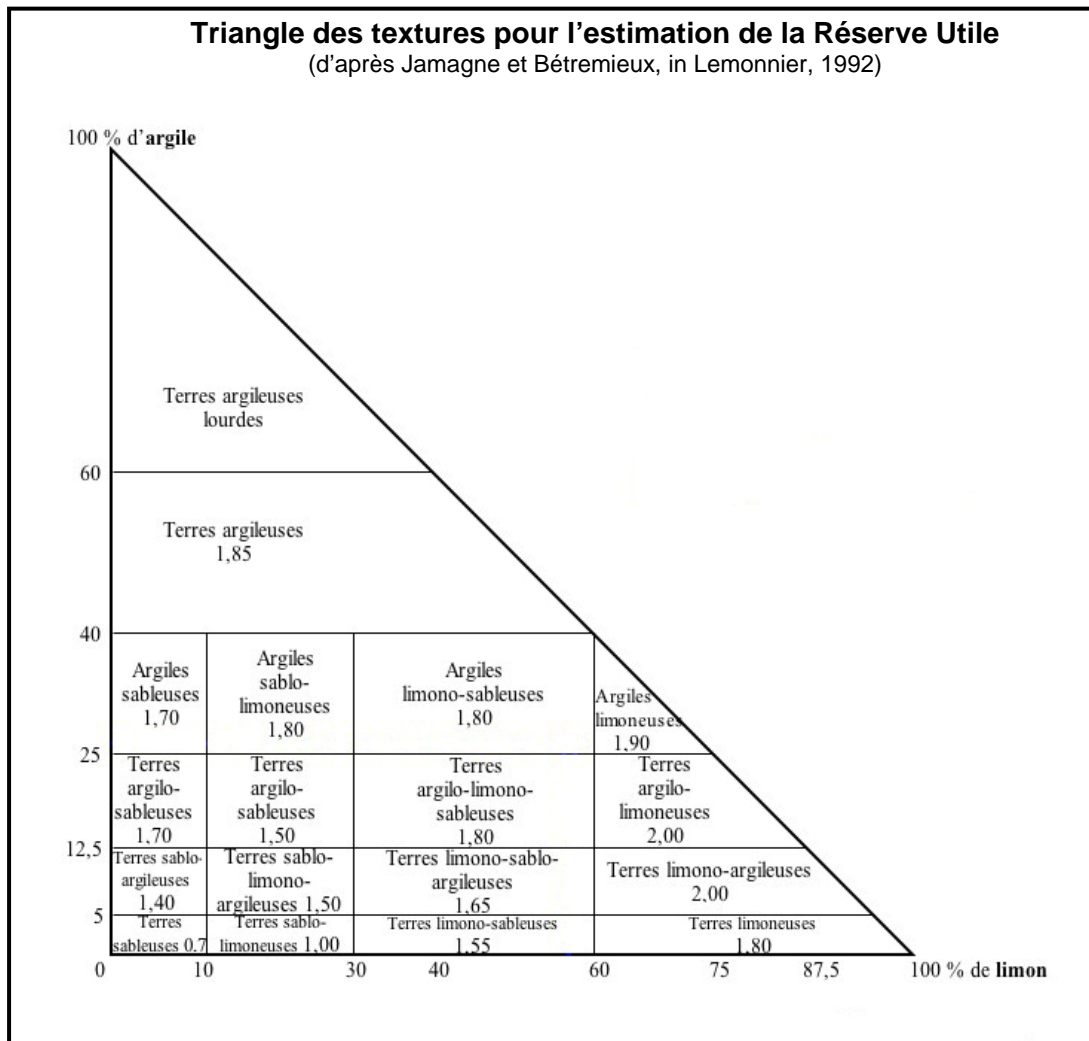 Triangle des textures pour l’estimation de la Réserve Utile
(d’après Jamagne et Bétremieux, in Lemonnier, 1992)
100 % d’argile
Terres argileuses
lourdes
60
Terres argileuses
1,85
40
Argiles
sableuses
1,70
Argiles
sablo-
limoneuses
1,80
Argiles
limono-sableuses
1,80
Argiles
limoneuses
1,90
25
Terres
argilo-
sableuses
1,70
Terres
argilo-
sableuses
1,50
Terres
argilo-limono-
sableuses
1,80
Terres
argilo-
limoneuses
2,00
12,5
Terres sablo-
argileuses
1,40
Terres sablo-
limono-
argileuses 1,50
Terres limono-sablo-
argileuses
1,65
Terres limono-argileuses
2,00
5
Terres
sableuses 0.7
Terres sablo-
limoneuses 1,00
Terres limono-sableuses
1,55
Terres limoneuses
1,80
0 10 30 40 60 75 87,5 100 % de limon